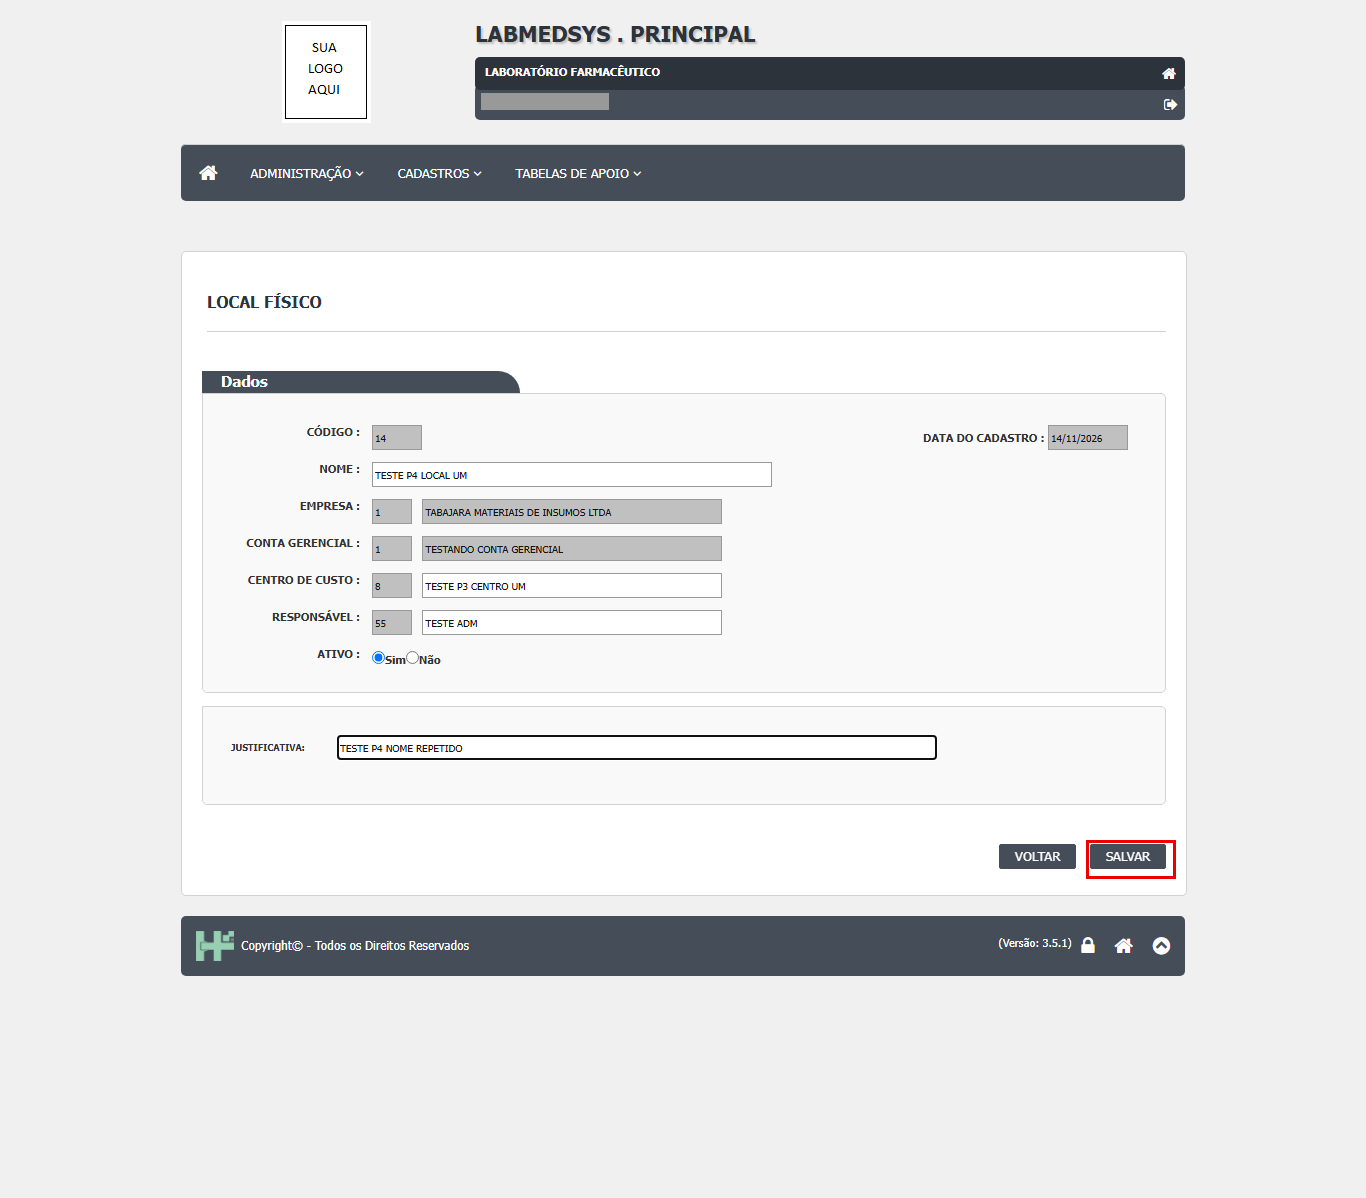 SUA
LOGO
AQUI
LABMEDSYS . PRINCIPAL
LABORATÓRIO FARMACÊUTICO
ADMINISTRAÇÃO CADASTROS TABELAS DE APOIO
LOCAL FÍSICO
Dados
CÓDIGO : 14 DATA DO CADASTRO : 14/11/2026
NOME : TESTE P4 LOCAL UM
EMPRESA : 1 TABAJARA MATERIAIS DE INSUMOS LTDA
CONTA GERENCIAL : 1 TESTANDO CONTA GERENCIAL
CENTRO DE CUSTO : 8 TESTE P3 CENTRO UM
RESPONSÁVEL : 55 TESTE ADM
ATIVO : Sim Não
JUSTIFICATIVA: TESTE P4 NOME REPETIDO
VOLTAR SALVAR
Copyright© - Todos os Direitos Reservados (Versão: 3.5.1)